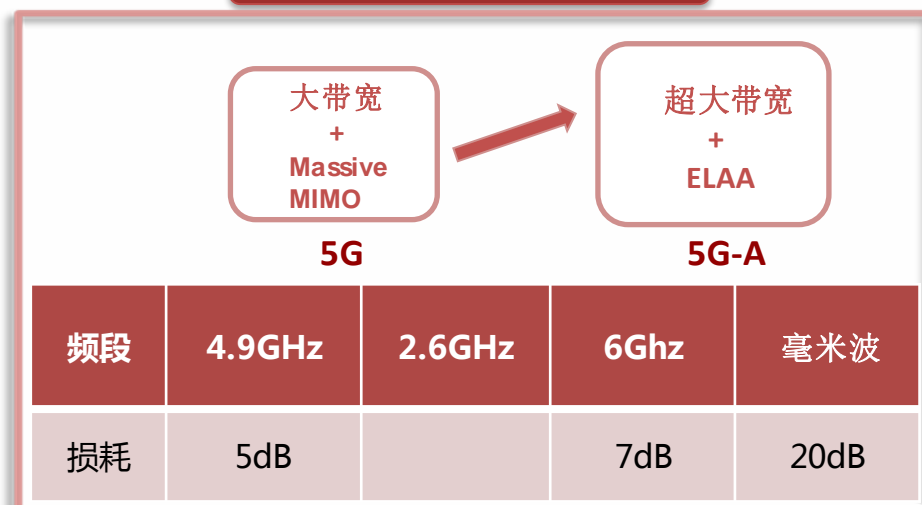 大带宽
+
Massive
MIMO
超大带宽
+
ELAA
5G
5G-A
频段 4.9GHz 2.6GHz 6Ghz 毫米波
损耗 5dB 7dB 20dB